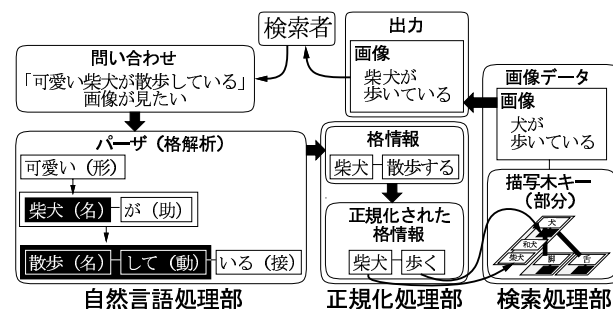 検索者
問い合わせ
「可愛い柴犬が散歩している」
画像が見たい
出力
画像
柴犬が
歩いている
画像データ
画像
犬が
歩いている
パーザ（格解析）
可愛い（形）
柴犬（名） が（助）
散歩（名） して（動） いる（接）
自然言語処理部
格情報
柴犬 散歩する
正規化された
格情報
柴犬 歩く
正規化処理部
描写木キー
（部分）
犬
和犬
柴犬 脚 舌
検索処理部